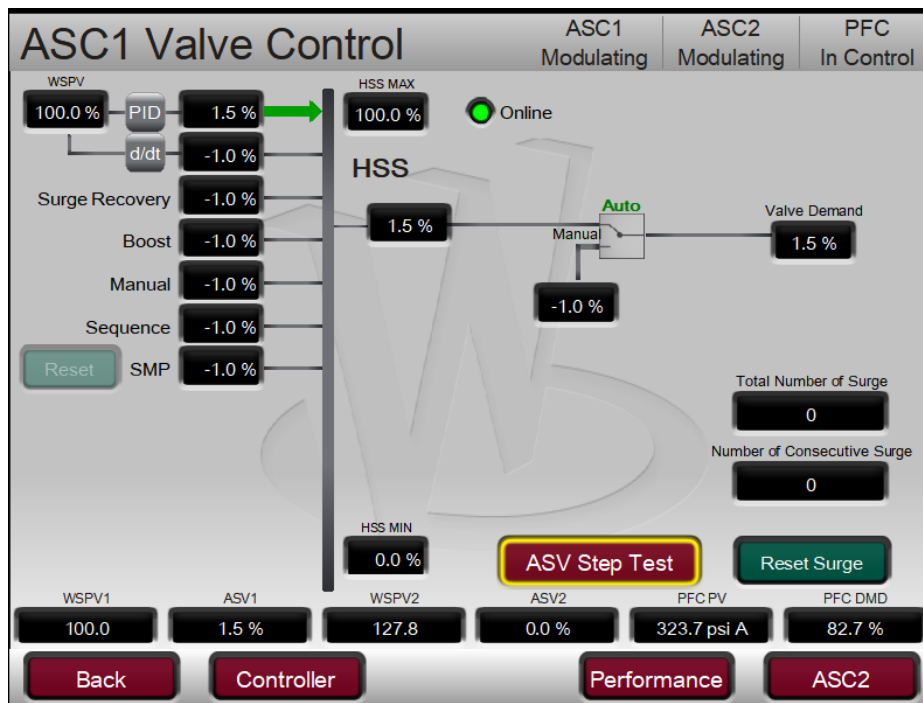 ASC1 Valve Control
ASC1 ASC2 PFC
Modulating Modulating In Control
WSPV HSS MAX
100.0 % PID 1.5 % 100.0 % Online
d/dt -1.0 %
HSS
Surge Recovery -1.0 %
1.5 %
Auto
Manual
Valve Demand
1.5 %
Boost -1.0 %
Manual -1.0 %
-1.0 %
Sequence -1.0 %
Reset SMP -1.0 %
Total Number of Surge
0
Number of Consecutive Surge
0
HSS MIN
0.0 %
ASV Step Test Reset Surge
WSPV1 ASV1 WSPV2 ASV2 PFC PV PFC DMD
100.0 1.5 % 127.8 0.0 % 323.7 psi A 82.7 %
Back Controller Performance ASC2